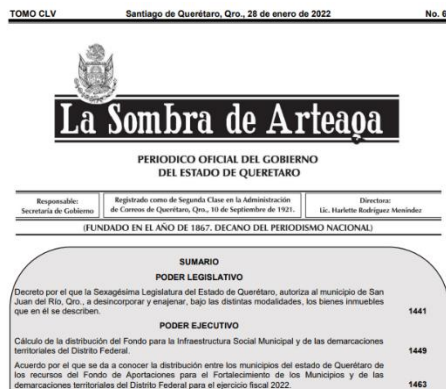 TOMO CLV Santiago de Querétaro, Qro., 28 de enero de 2022 No. 6
La Sombra de Arteaga
PERIODICO OFICIAL DEL GOBIERNO
DEL ESTADO DE QUERETARO
Responsable:
Secretaría de Gobierno
Registrado como de Segunda Clase en la Administración
de Correos de Querétaro, Qro., 10 de Septiembre de 1921.
Directora:
Lic. Harlette Rodríguez Meníndez
(FUNDADO EN EL AÑO DE 1867. DECANO DEL PERIODISMO NACIONAL)
SUMARIO
PODER LEGISLATIVO
Decreto por el que la Sexagésima Legislatura del Estado de Querétaro, autoriza al municipio de San
Juan del Río, Qro., a desincorporar y enajenar, bajo las distintas modalidades, los bienes inmuebles
que en él se describen. 1441
PODER EJECUTIVO
Cálculo de la distribución del Fondo para la Infraestructura Social Municipal y de las demarcaciones
territoriales del Distrito Federal. 1449
Acuerdo por el que se da a conocer la distribución entre los municipios del estado de Querétaro de
los recursos del Fondo de Aportaciones para el Fortalecimiento de los Municipios y de las
demarcaciones territoriales del Distrito Federal para el ejercicio fiscal 2022. 1463